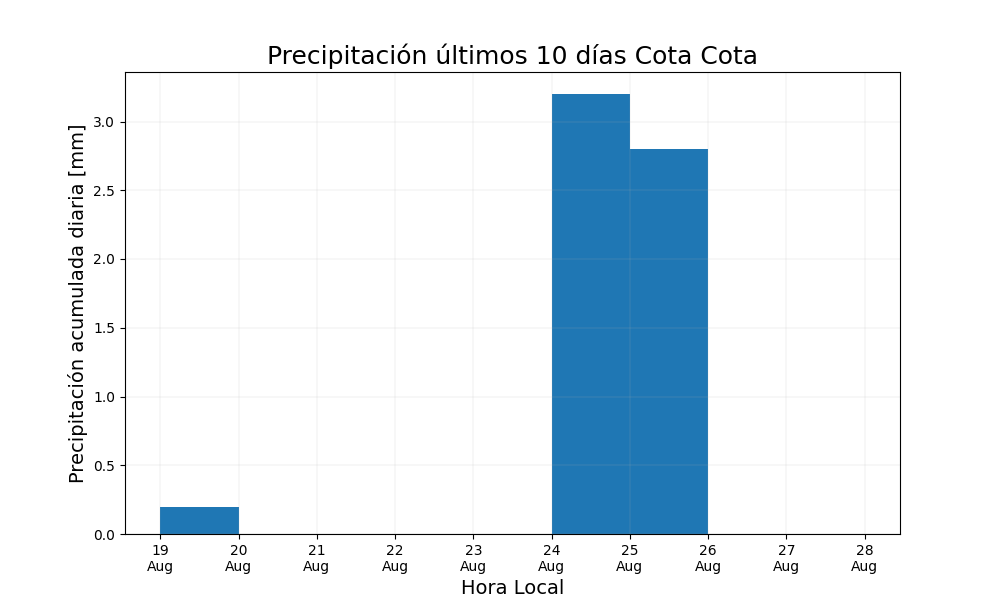 Precipitación últimos 10 días Cota Cota
Precipitación acumulada diaria [mm]
3.0
2.5
2.0
1.5
1.0
0.5
0.0
19 20 21 22 23 24 25 26 27 28
Aug Aug Aug Aug Aug Aug Aug Aug Aug Aug
Hora Local